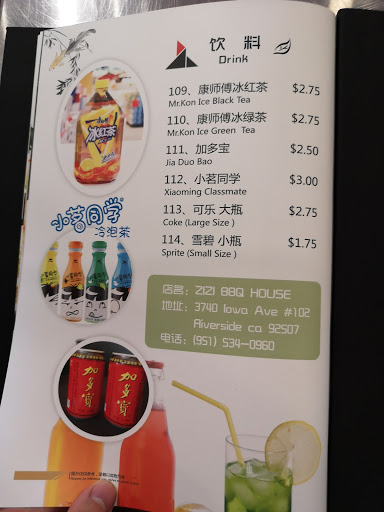 饮 料
Drink
109、康师傅冰红茶 $2.75
Mr.Kon Ice Black Tea
110、康师傅冰绿茶 $2.75
Mr.Kon Ice Green Tea
111、加多宝 $2.50
Jia Duo Bao
112、小茗同学 $3.00
Xiaoming Classmate
113、可乐 大瓶 $2.75
Coke (Large Size )
114、雪碧 小瓶 $1.75
Sprite (Small Size )
冰红茶
小茗同学
冷泡茶
店名: ZIZI BBQ HOUSE
地址: 3740 Iowa Ave #102
Riverside ca 92507
电话: (951) 534-0960
加多宝
加多宝